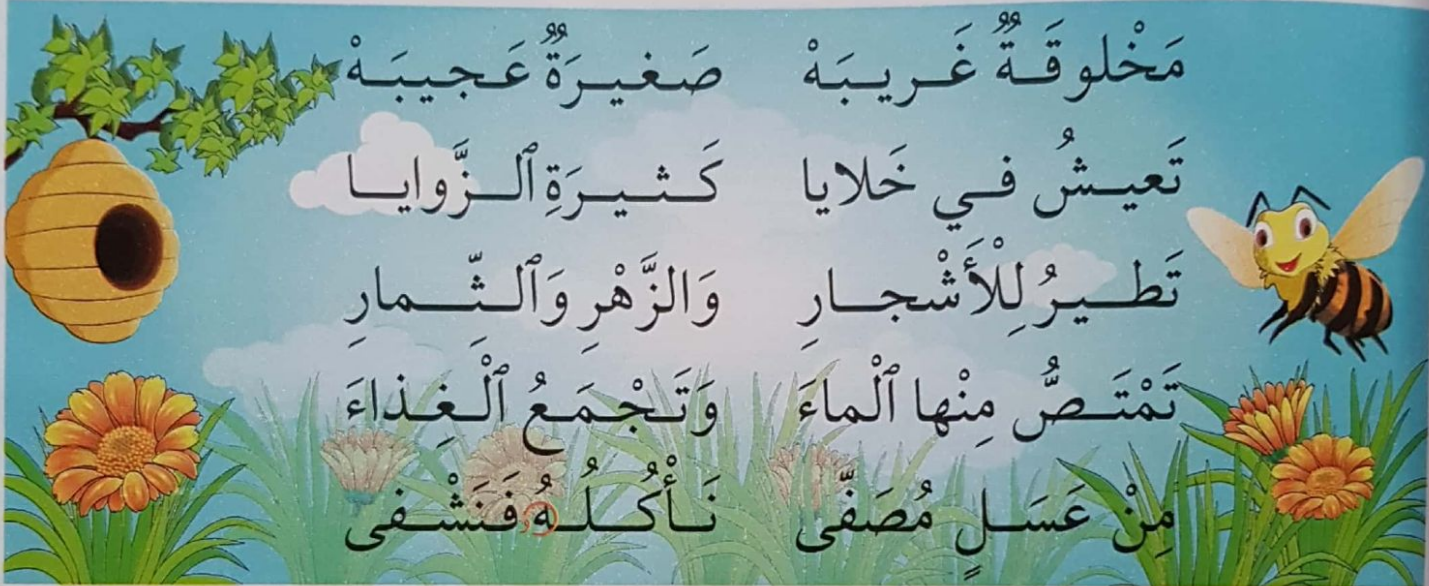 مَخْلوقَةٌ غَريبَهْ صَغيرَةٌ عَجيبَهْ
تَعيشُ في خَلايا كَثيرَةِ ٱلزَّوايا
تَطيرُ لِلْأَشْجارِ وَالزَّهْرِ وَٱلثِّمارِ
تَمْتَصُّ مِنْها ٱلْماءَ وَتَجْمَعُ ٱلْغِذاءَ
مِنْ عَسَلٍ مُصَفّى نَأْكُلُهُ فَنَشْفى